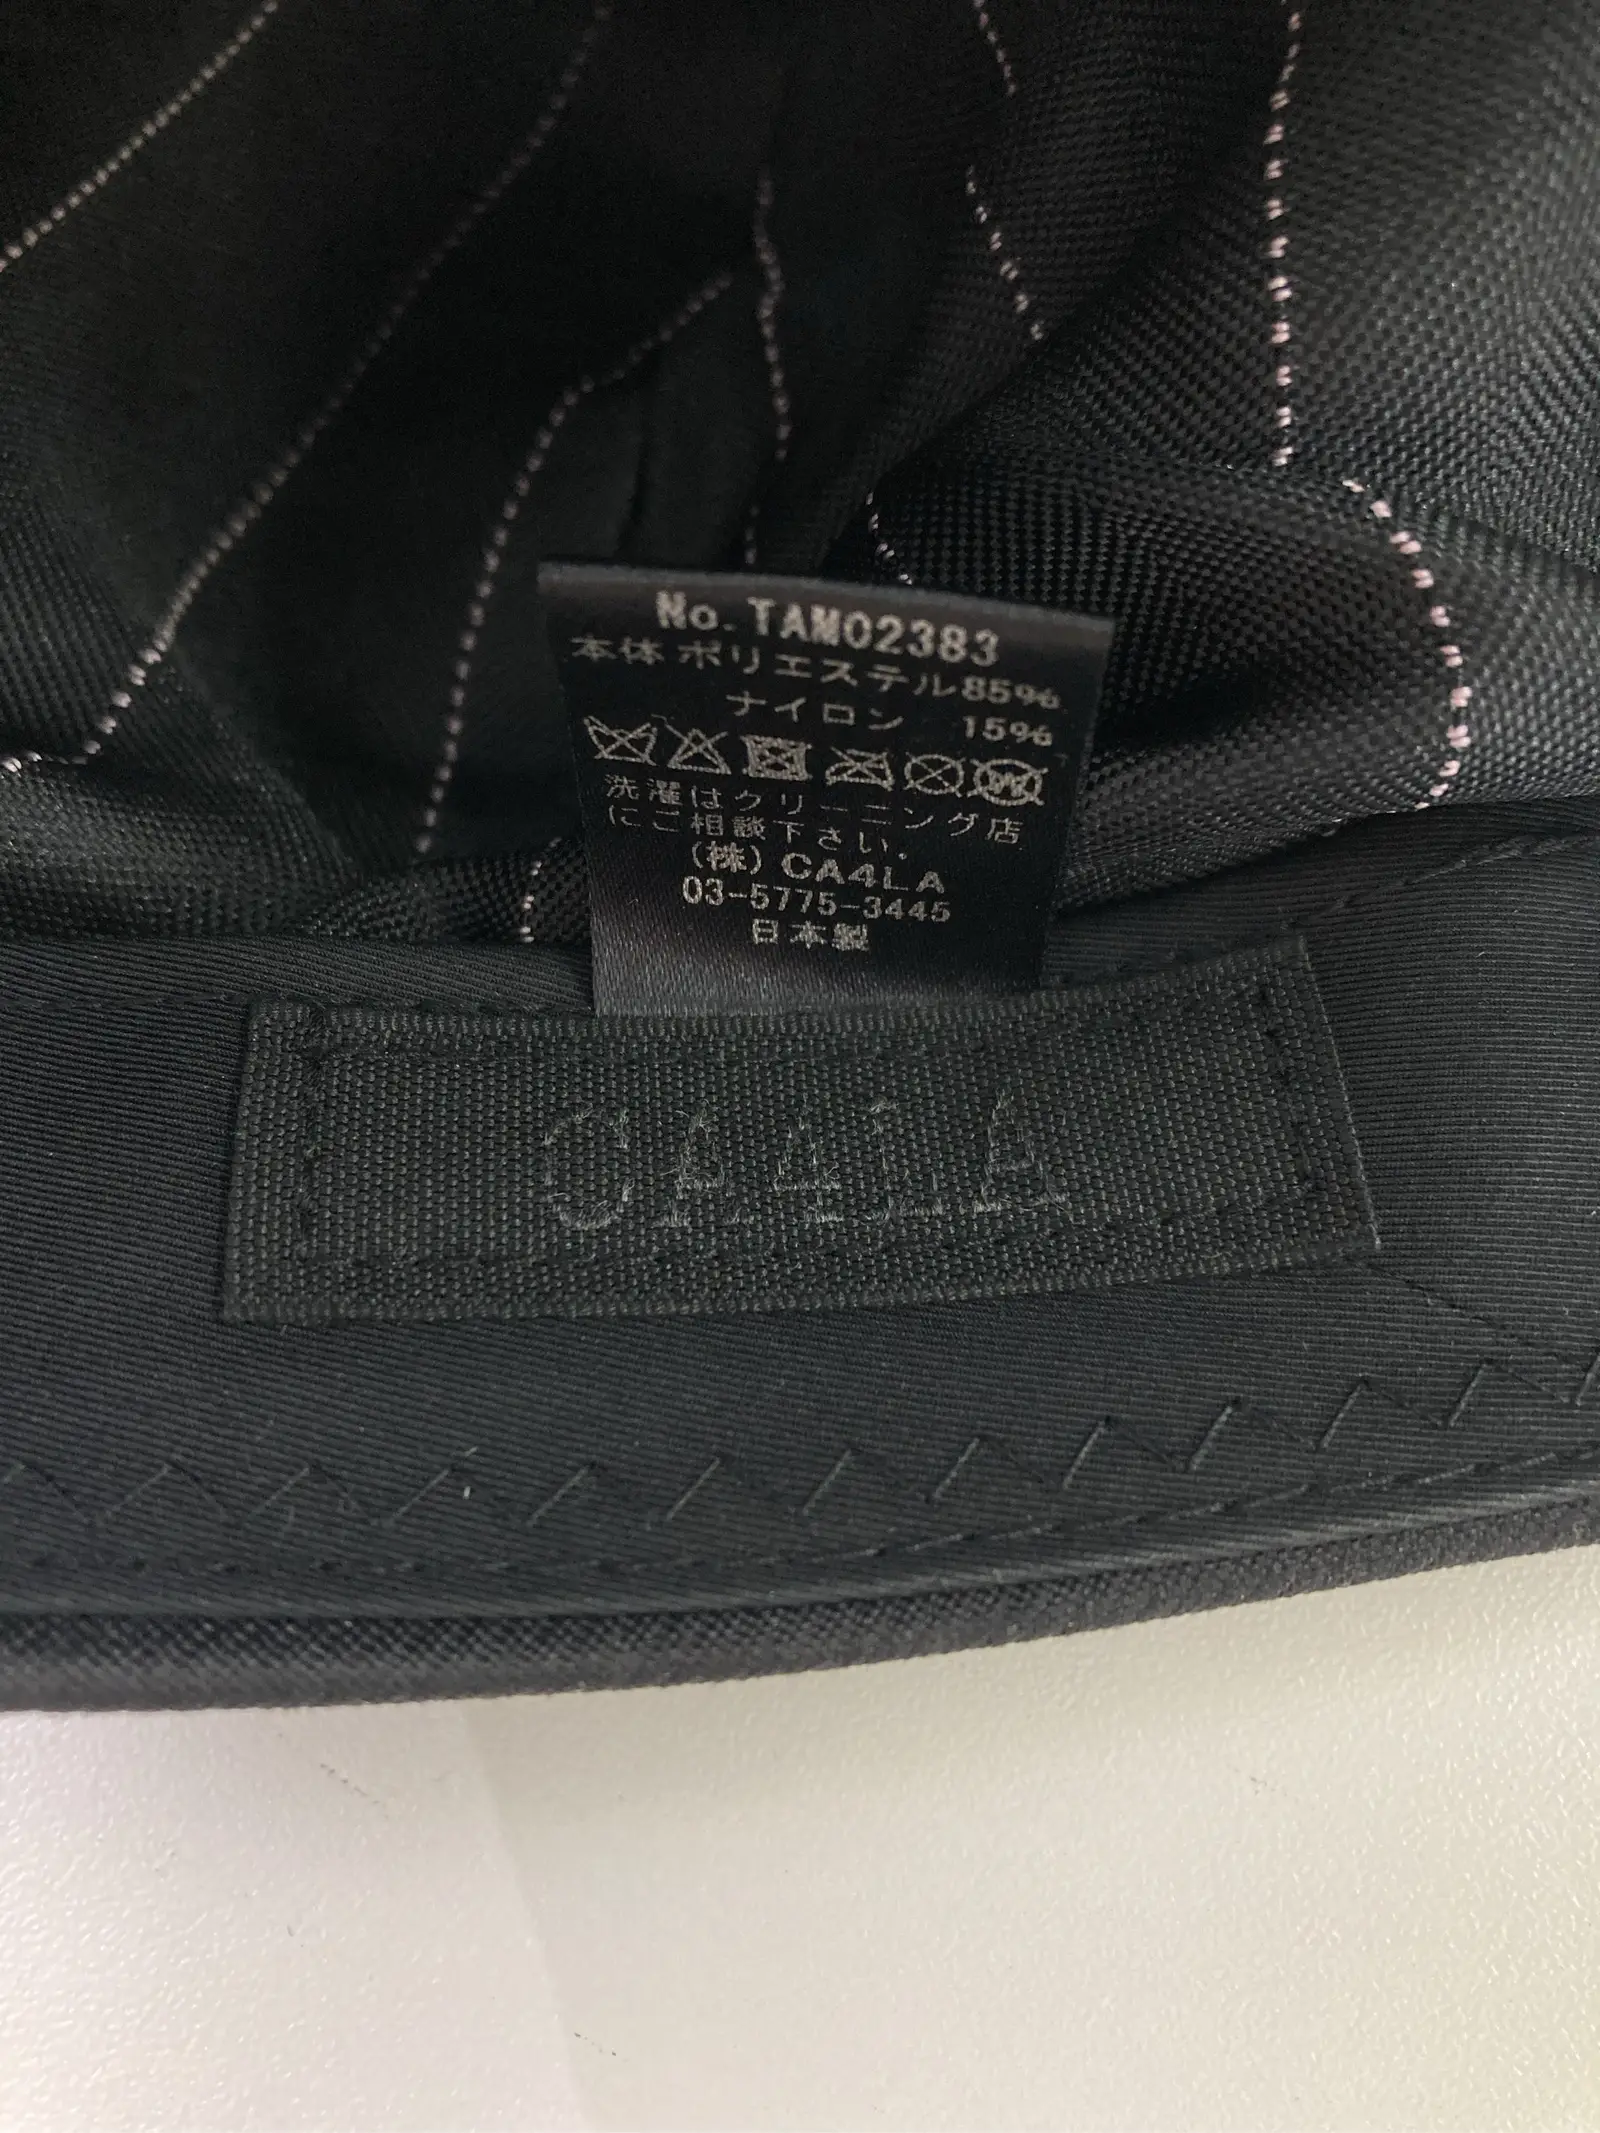 No. TAM02383
本体 ポリエステル85%
ナイロン 15%
W
洗濯はクリーニング店
にご相談下さい。
(株) CA4LA
03-5775-3445
日本製
CA4LA